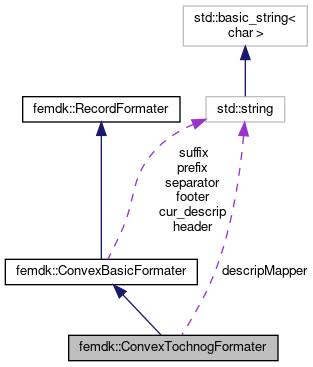 std::basic_string<
char >
femdk::RecordFormater
std::string
suffix
prefix
separator
footer
cur_descrip
header
femdk::ConvexBasicFormater
descripMapper
femdk::ConvexTochnogFormater